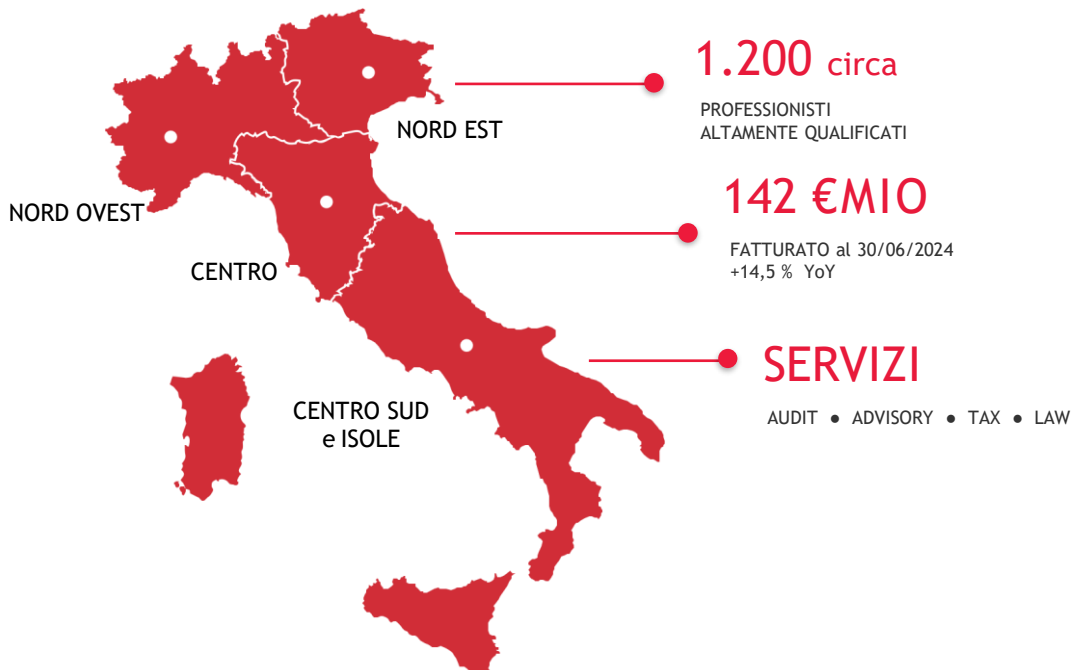 1.200 circa
PROFESSIONISTI
ALTAMENTE QUALIFICATI
NORD EST
142 €MIO
NORD OVEST
FATTURATO al 30/06/2024
+14,5 % YoY
CENTRO
SERVIZI
CENTRO SUD
e ISOLE
AUDIT ● ADVISORY ● TAX ● LAW